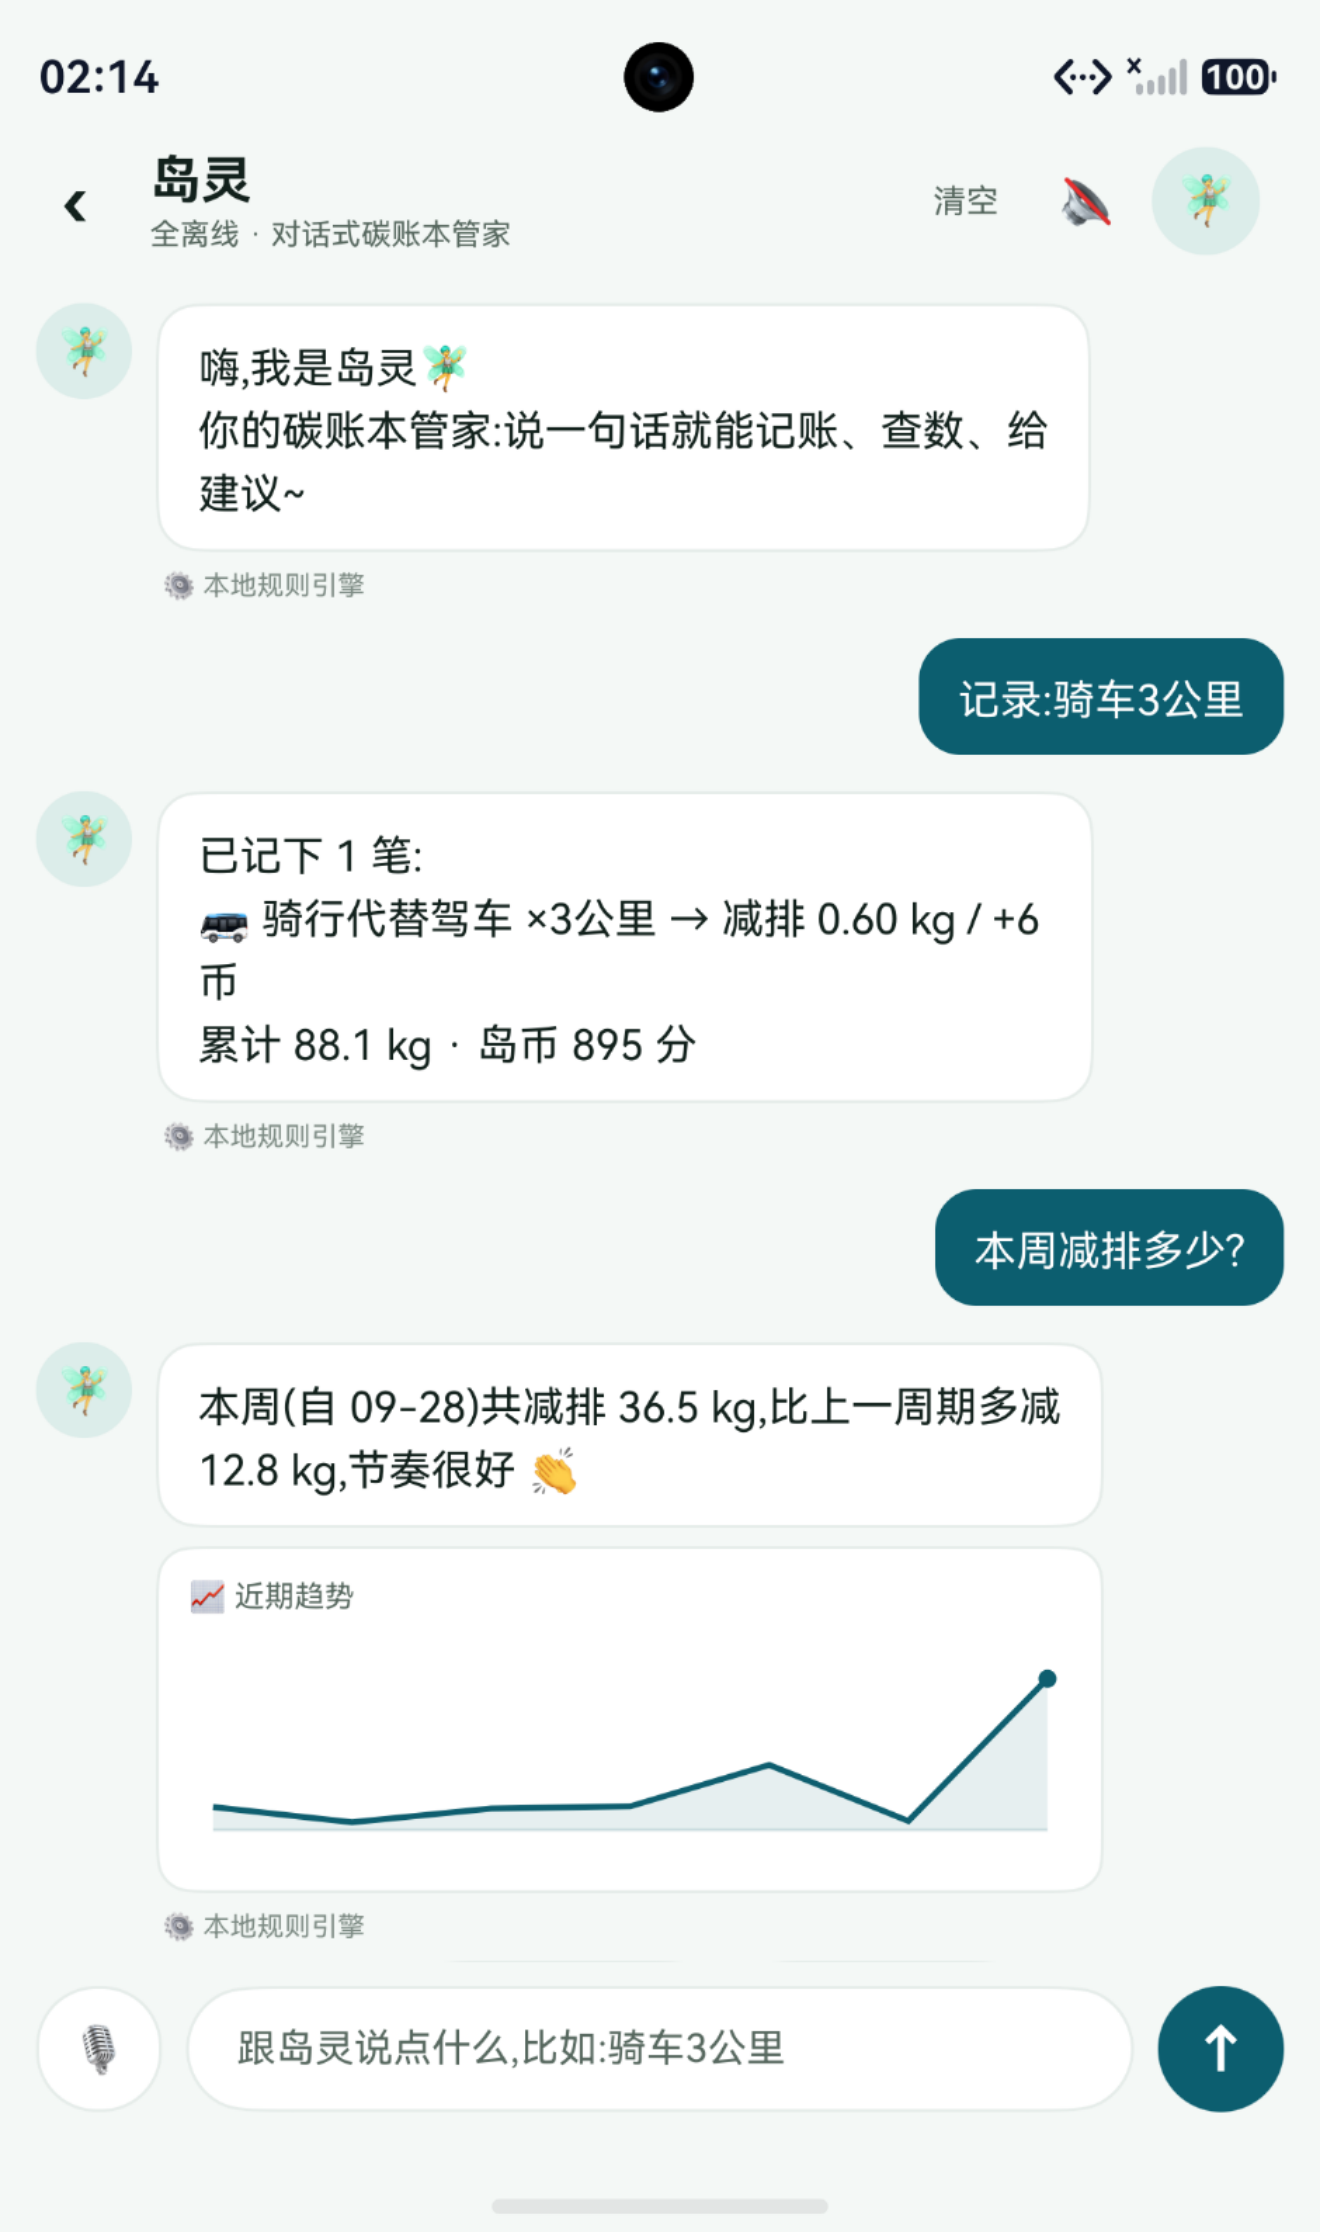 02:14
100
岛灵
全离线 · 对话式碳账本管家
清空
嗨,我是岛灵
你的碳账本管家:说一句话就能记账、查数、给
建议~
本地规则引擎
记录:骑车3公里
已记下 1 笔:
骑行代替驾车 ×3公里 → 减排 0.60 kg / +6
币
累计 88.1 kg · 岛币 895 分
本地规则引擎
本周减排多少?
本周(自 09-28)共减排 36.5 kg,比上一周期多减
12.8 kg,节奏很好
近期趋势
本地规则引擎
跟岛灵说点什么,比如:骑车3公里